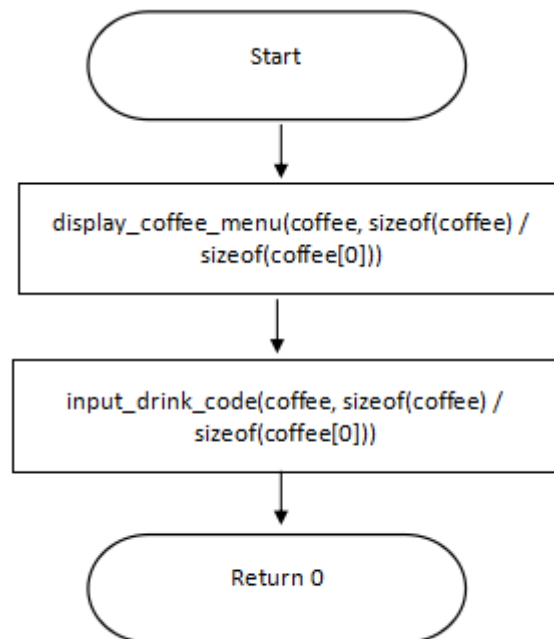 Start
display_coffee_menu(coffee, sizeof(coffee) /
sizeof(coffee[0]))
input_drink_code(coffee, sizeof(coffee) /
sizeof(coffee[0]))
Return 0